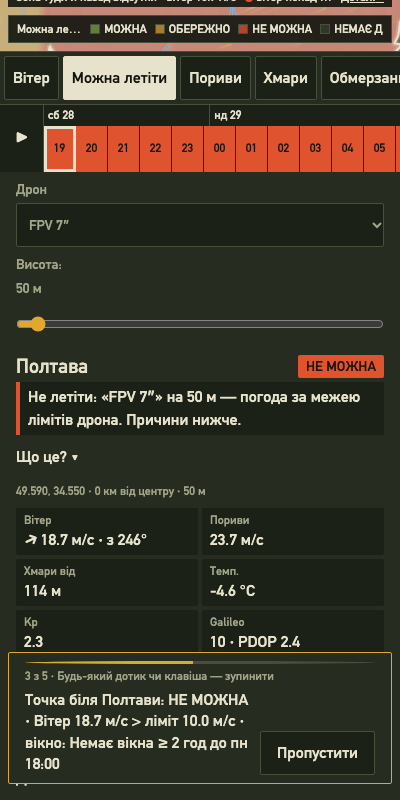 Можна ле… МОЖНА ОБЕРЕЖНО НЕ МОЖНА НЕМАЄ Д
Вітер Можна летіти Пориви Хмари Обмерзан
сб 28 нд 29
19 20 21 22 23 00 01 02 03 04 05
Дрон
FPV 7″
Висота:
50 м
Полтава НЕ МОЖНА
Не летіти: «FPV 7″» на 50 м — погода за межею
лімітів дрона. Причини нижче.
Що це? ▾
49.590, 34.550 · 0 км від центру · 50 м
Вітер Пориви
18.7 м/с · з 246° 23.7 м/с
Хмари від Темп.
114 м -4.6 °C
Kp Galileo
2.3 10 · PDOP 2.4
3 з 5 · Будь-який дотик чи клавіша — зупинити
Точка біля Полтави: НЕ МОЖНА
· Вітер 18.7 м/с > ліміт 10.0 м/с ·
вікно: Немає вікна ≥ 2 год до пн
18:00
Пропустити